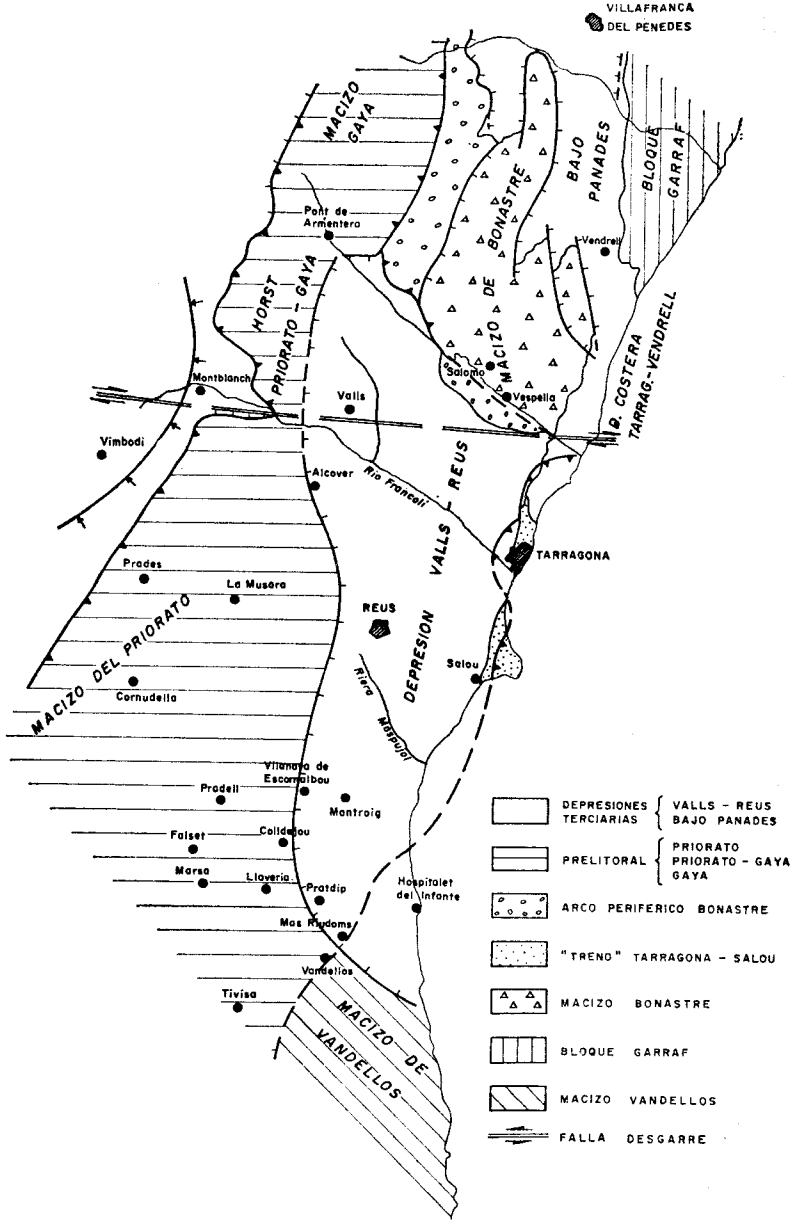 VILLAFRANCA
DEL PENEDES
MACIZO
GAYA
BAJO
PANADES
BLOQUE
GARRAF
Pont de
Armentera
MACIZO DE BONASTRE
Vendrell
HORST
PRIORATO - GAYA
D. COSTERA
TARRAG.-VENDRELL
Montblanch
Salomo
Valls
Vespella
Vimbodi
Alcover
Rio Francoli
DEPRESION VALLS - REUS
TARRAGONA
Prades
La Musara
REUS
MACIZO DEL PRIORATO
Salou
Cornudella
Riera Maspujol
Vilanova de
Escornalbou
Pradell
Montroig
Falset
Colldejou
Marsa
Llaveria
Pratdip
Hospitalet
del Infante
Mas Riudoms
Vandellos
Tivisa
MACIZO DE
VANDELLOS
DEPRESIONES
TERCIARIAS
VALLS - REUS
BAJO PANADES
PRELITORAL
PRIORATO
PRIORATO - GAYA
GAYA
ARCO PERIFERICO BONASTRE
"TRENO" TARRAGONA - SALOU
MACIZO BONASTRE
BLOQUE GARRAF
MACIZO VANDELLOS
FALLA DESGARRE